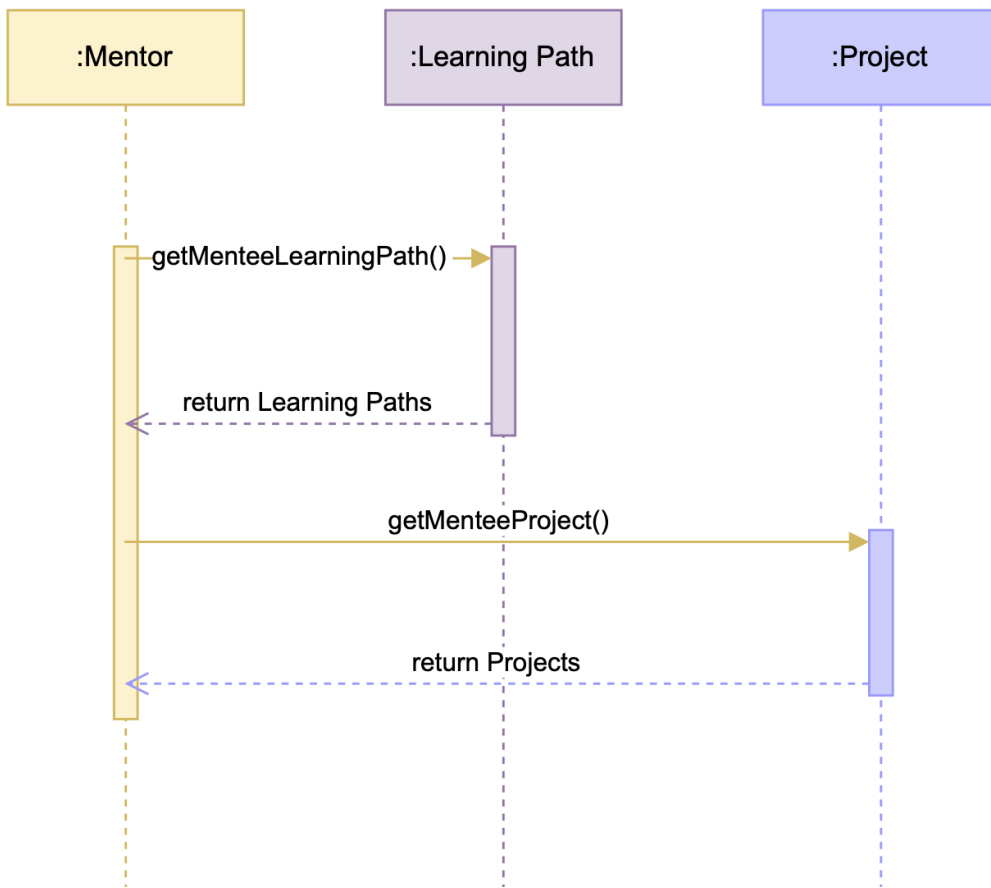 :Mentor
:Learning Path
:Project
getMenteeLearningPath()
return Learning Paths
getMenteeProject()
return Projects